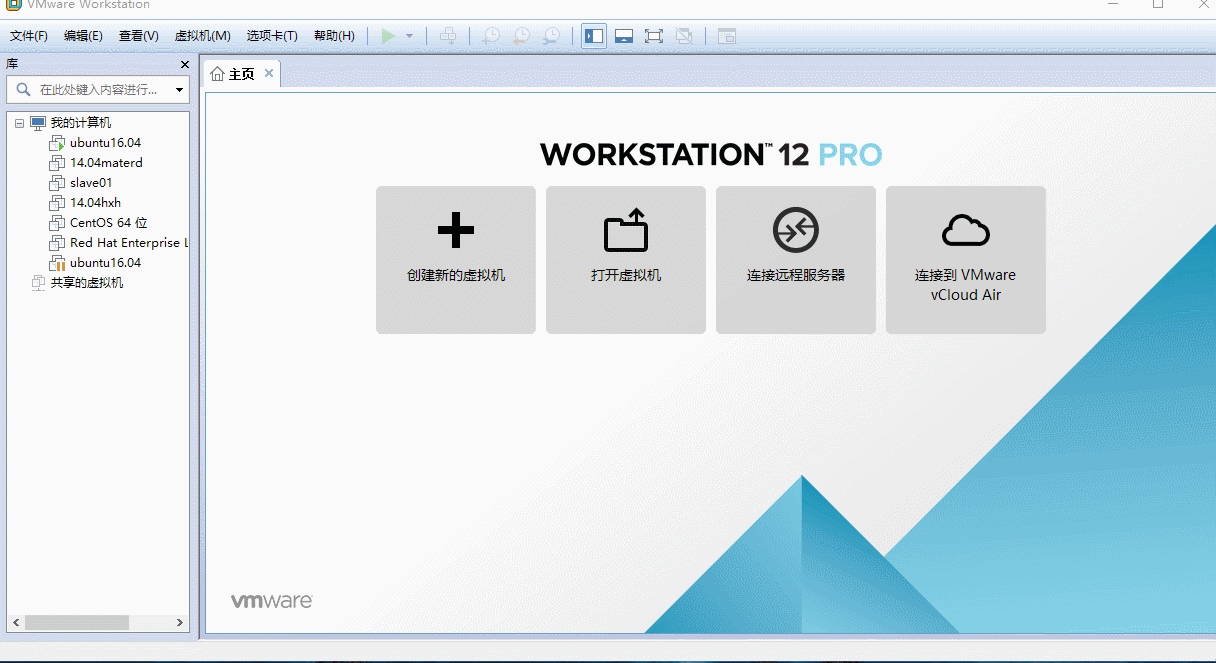 VMware Workstation
文件(F) 编辑(E) 查看(V) 虚拟机(M) 选项卡(T) 帮助(H)
库
在此处键入内容进行...
我的计算机
ubuntu16.04
14.04materd
slave01
14.04hxh
CentOS 64 位
Red Hat Enterprise L
ubuntu16.04
共享的虚拟机
主页
WORKSTATION™ 12 PRO
创建新的虚拟机
打开虚拟机
连接远程服务器
连接到 VMware
vCloud Air
vmware